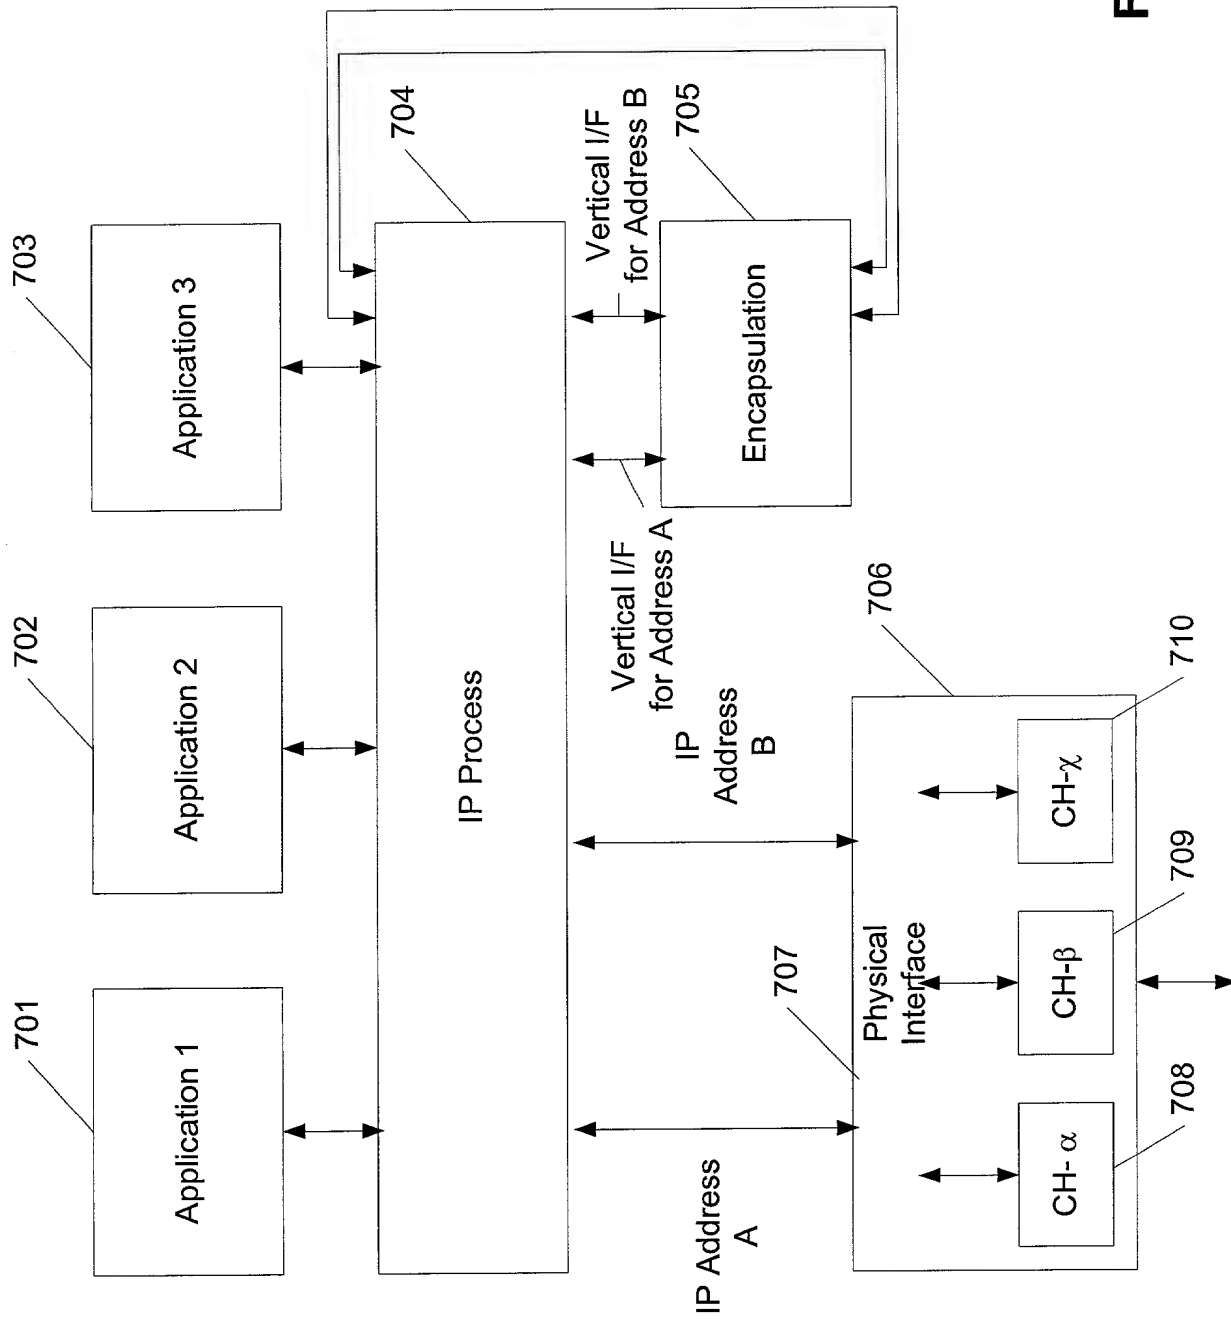 701
702
703
Application 1
Application 2
Application 3
704
IP Process
IP Address
A
IP
Address
B
Vertical I/F
for Address A
Vertical I/F
for Address B
705
Encapsulation
706
707
Physical
Interface
CH- α
CH-β
CH-χ
708
709
710
F